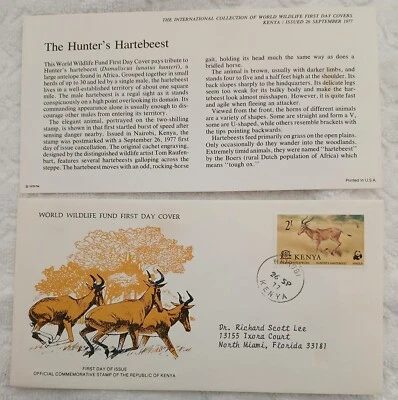 THE INTERNATIONAL COLLECTION OF WORLD WILDLIFE FIRST DAY COVERS
KENYA / ISSUED 26 SEPTEMBER 1977
The Hunter's Hartebeest
This World Wildlife Fund First Day Cover pays tribute to
Hunter's hartebeest (Damaliscus lunatus hunteri), a
large antelope found in Africa. Grouped together in small
herds of up to 30 and led by a single male, the hartebeest
lives in a well-established territory of about one square
mile. The male hartebeest is a regal sight as it stands
conspicuously on a high point overlooking its domain. Its
commanding appearance alone is usually enough to dis-
courage other males from entering its territory.
The elegant animal, portrayed on the two-shilling
stamp, is shown in that first startled burst of speed after
sensing danger nearby. Issued in Nairobi, Kenya, the
stamp was postmarked with a September 26, 1977 first
day of issue cancellation. The original cachet engraving,
designed by the distinguished wildlife artist Tom Raufen-
burt, features several hartebeests galloping across the
steppe. The hartebeest moves with an odd, rocking-horse
gait, holding its head much the same way as does a
bridled horse.
The animal is brown, usually with darker limbs, and
stands four to five and a half feet high at the shoulder. Its
back slopes sharply to the hindquarters. Its delicate legs
seem too weak for its bulky body and make the har-
tebeest look almost misshapen. However, it is quite fast
and agile when fleeing an attacker.
Viewed from the front, the horns of different animals
are arranged variously. Some are straight and form a V,
some are U-shaped, while others resemble brackets with
the tips pointing backwards.
Hartebeests feed primarily on grass on the open plains.
Only occasionally do they wander into the woodlands.
Extremely timid animals, they were named "Hartebeest"
by the Boers (rural Dutch population of Africa) which
means "tough ox."
Printed in U.S.A.
WORLD WILDLIFE FUND FIRST DAY COVER
2/-
KENYA
NAIROBI
26 SP
77
KENYA
Dr. Richard Scott Lee
13155 Ixora Court
North Miami, Florida 33181
FIRST DAY OF ISSUE
OFFICIAL COMMEMORATIVE STAMP OF THE REPUBLIC OF KENYA